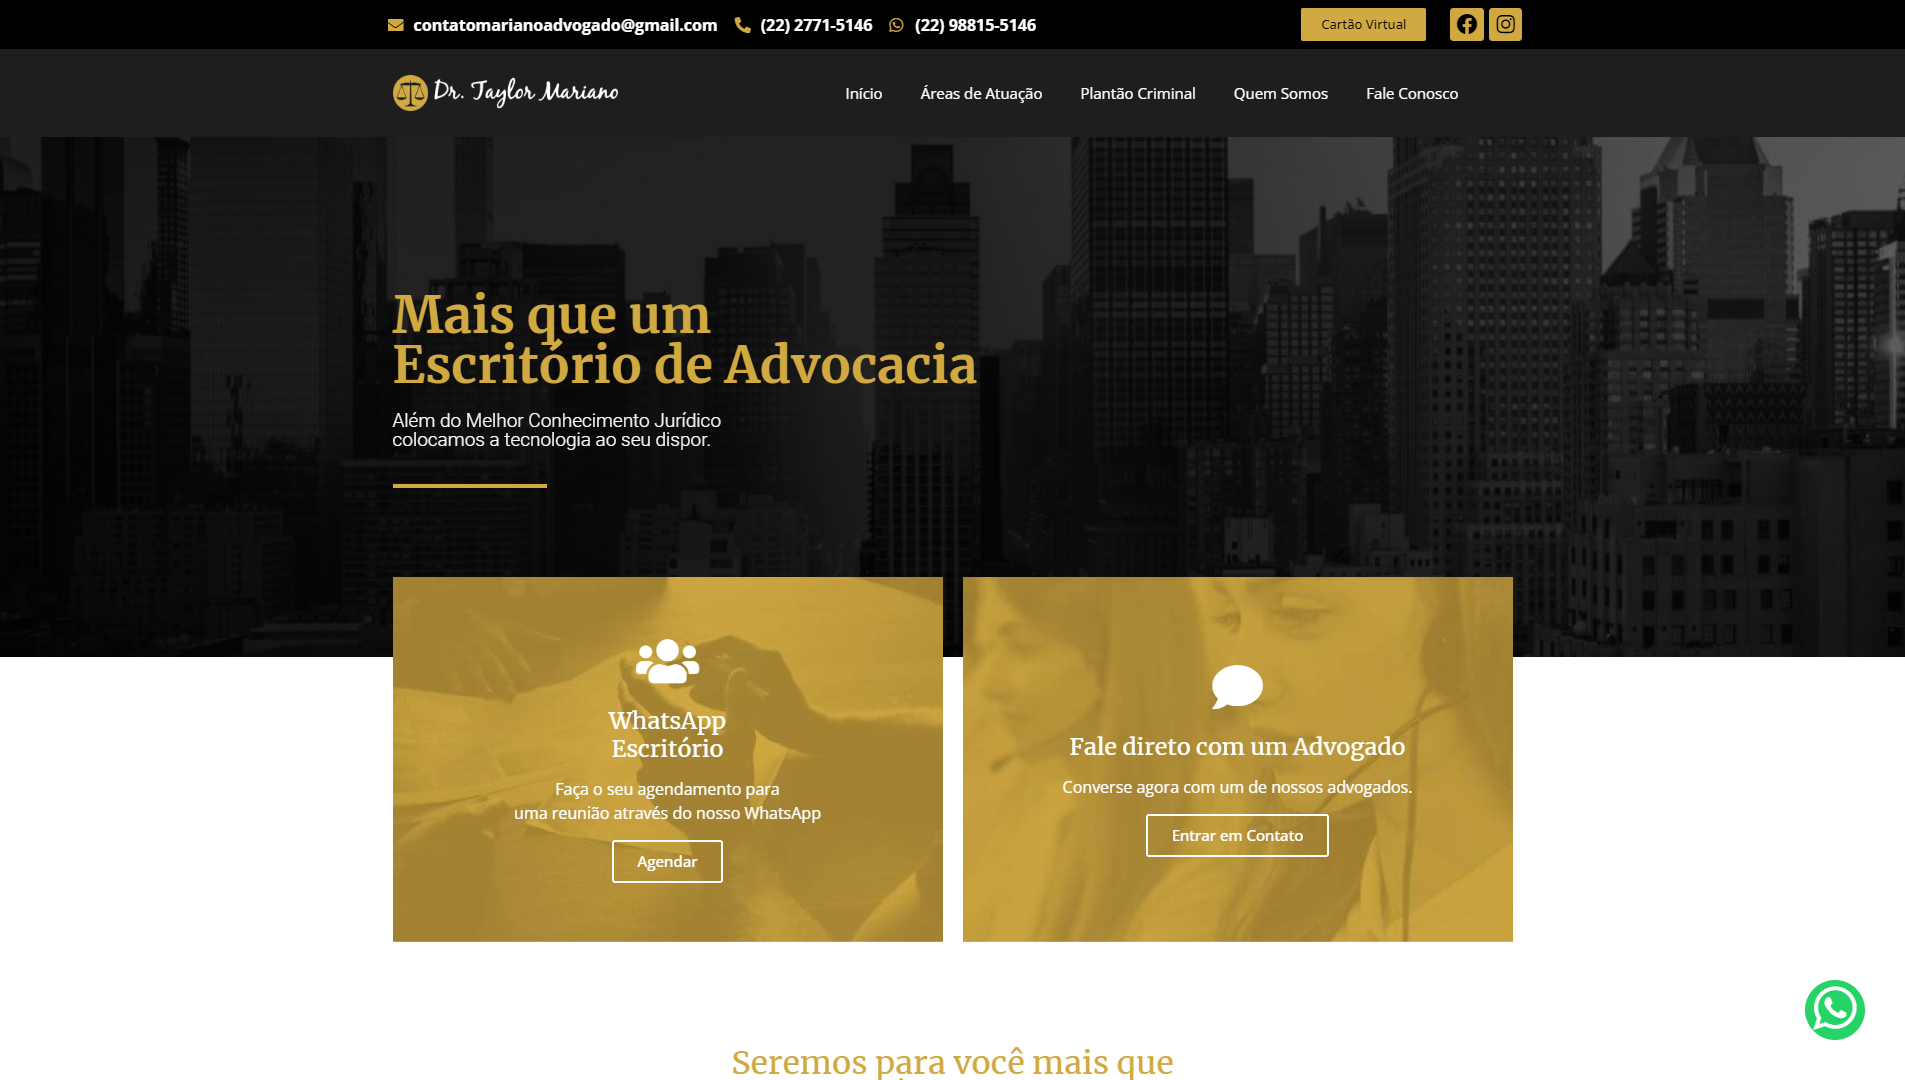 contatomarianoadvogado@gmail.com (22) 2771-5146 (22) 98815-5146 Cartão Virtual
Dr. Taylor Mariano
Início Áreas de Atuação Plantão Criminal Quem Somos Fale Conosco
Mais que um
Escritório de Advocacia
Além do Melhor Conhecimento Jurídico
colocamos a tecnologia ao seu dispor.
WhatsApp
Escritório
Faça o seu agendamento para
uma reunião através do nosso WhatsApp
Agendar
Fale direto com um Advogado
Converse agora com um de nossos advogados.
Entrar em Contato
Seremos para você mais que